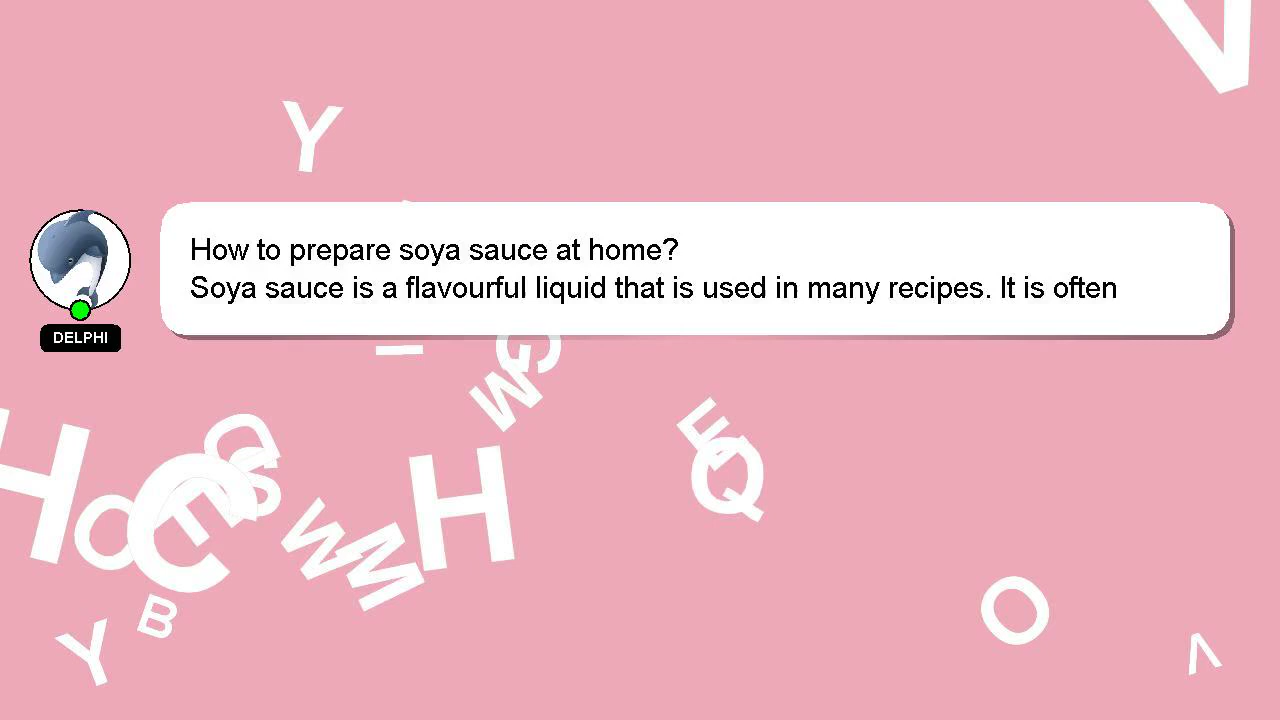 How to prepare soya sauce at home?
Soya sauce is a flavourful liquid that is used in many recipes. It is often
DELPHI
V
Y
I
G
W
E
Q
H
O
C
G
S
E
W
M
H
B
Y
O
V